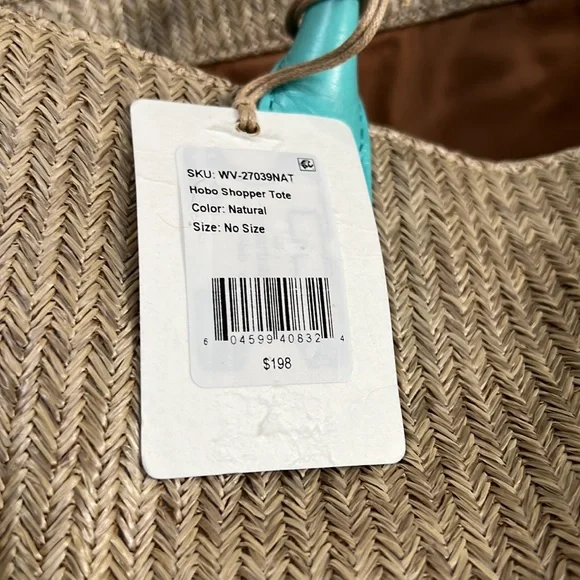 SKU: WV-27039NAT
Hobo Shopper Tote
Color: Natural
Size: No Size
6 04599 40832 4
$198